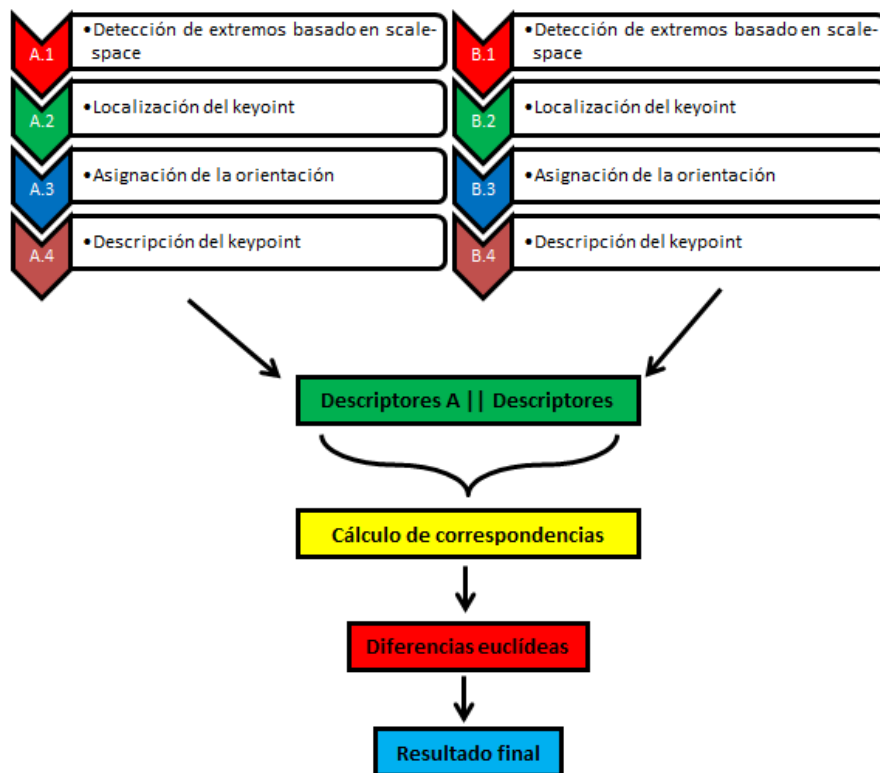 A.1
•Detección de extremos basado en scale-
space
A.2
•Localización del keyoint
A.3
•Asignación de la orientación
A.4
•Descripción del keypoint
B.1
•Detección de extremos basado en scale-
space
B.2
•Localización del keyoint
B.3
•Asignación de la orientación
B.4
•Descripción del keypoint
Descriptores A || Descriptores
Cálculo de correspondencias
Diferencias euclídeas
Resultado final